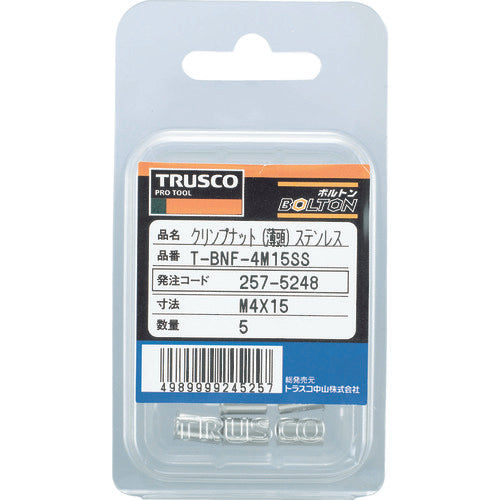 TRUSCO
PRO TOOL
ボルトン
BOLTON
品名 クリンプナット(薄頭) ステンレス
品番 T-BNF-4M15SS
発注コード 257-5248
寸法 M4X15
数量 5
4989999245257
総発売元
トラスコ中山株式会社
TRUSCO